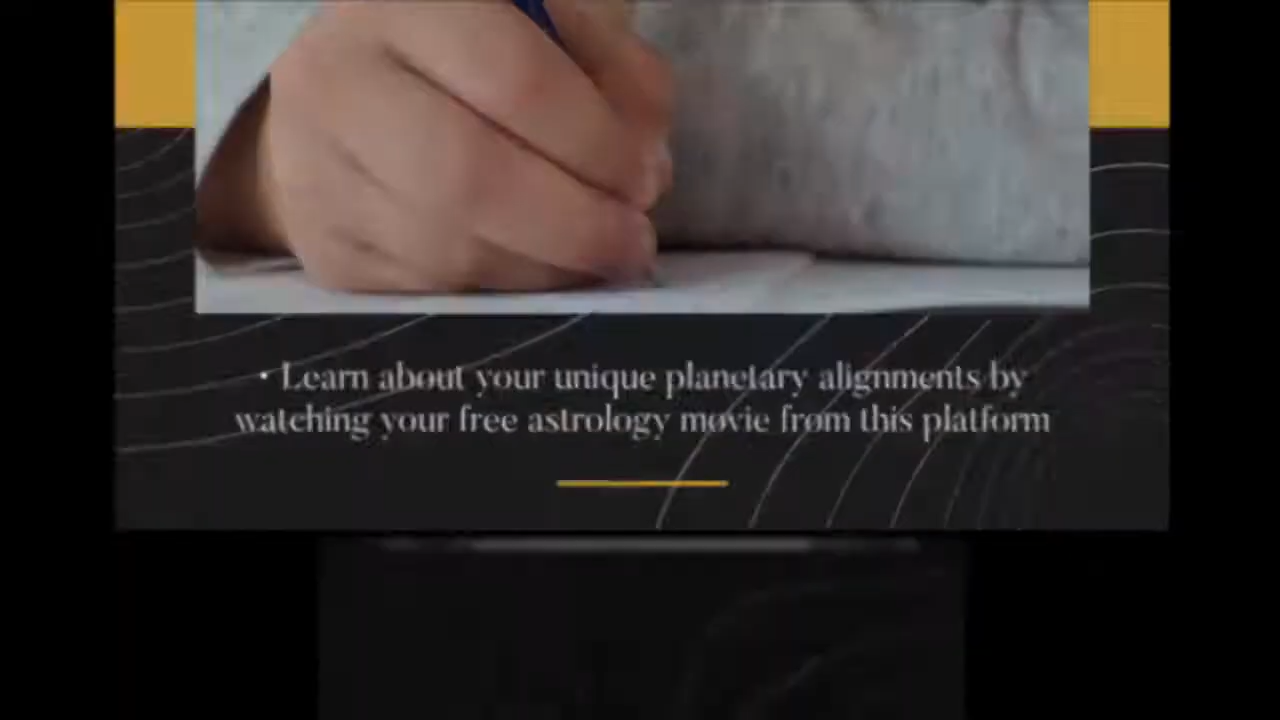 • Learn about your unique planetary alignments by
watching your free astrology movie from this platform